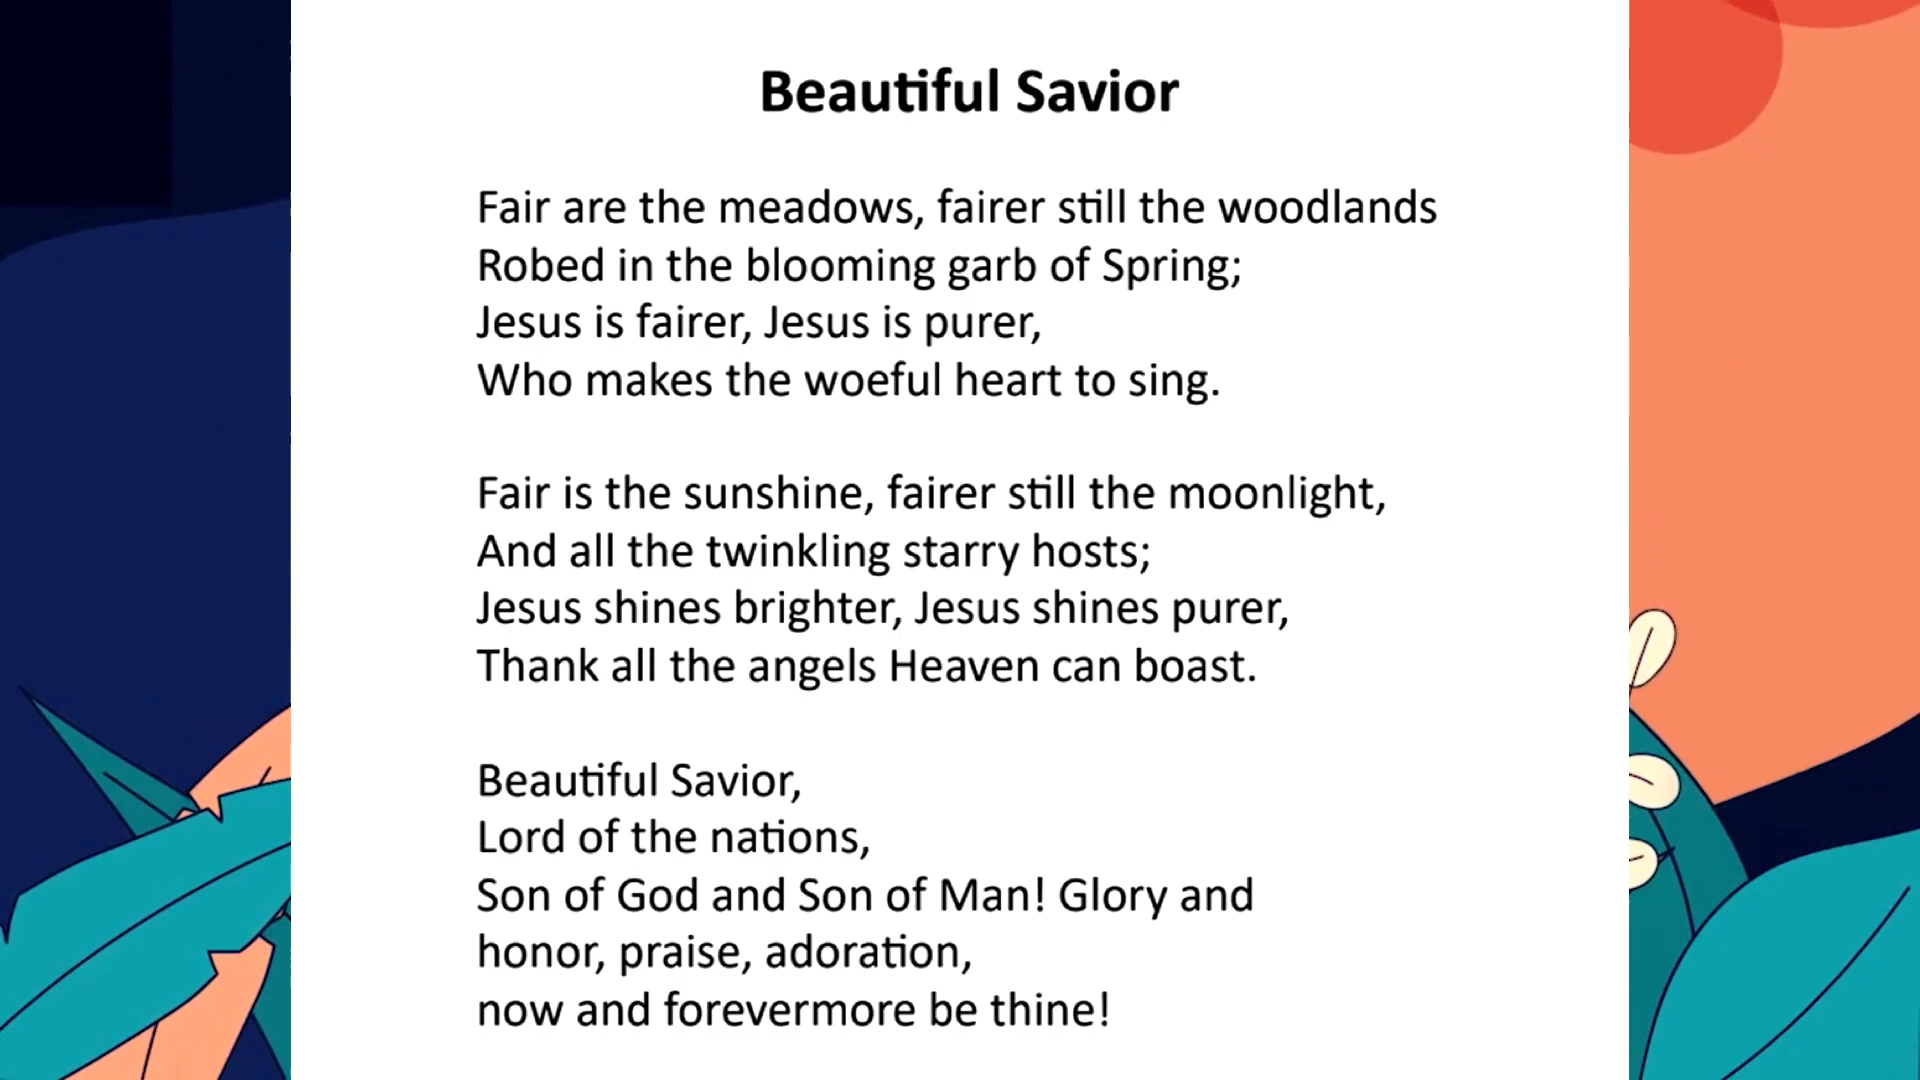 Beautiful Savior
Fair are the meadows, fairer still the woodlands
Robed in the blooming garb of Spring;
Jesus is fairer, Jesus is purer,
Who makes the woeful heart to sing.
Fair is the sunshine, fairer still the moonlight,
And all the twinkling starry hosts;
Jesus shines brighter, Jesus shines purer,
Thank all the angels Heaven can boast.
Beautiful Savior,
Lord of the nations,
Son of God and Son of Man! Glory and
honor, praise, adoration,
now and forevermore be thine!